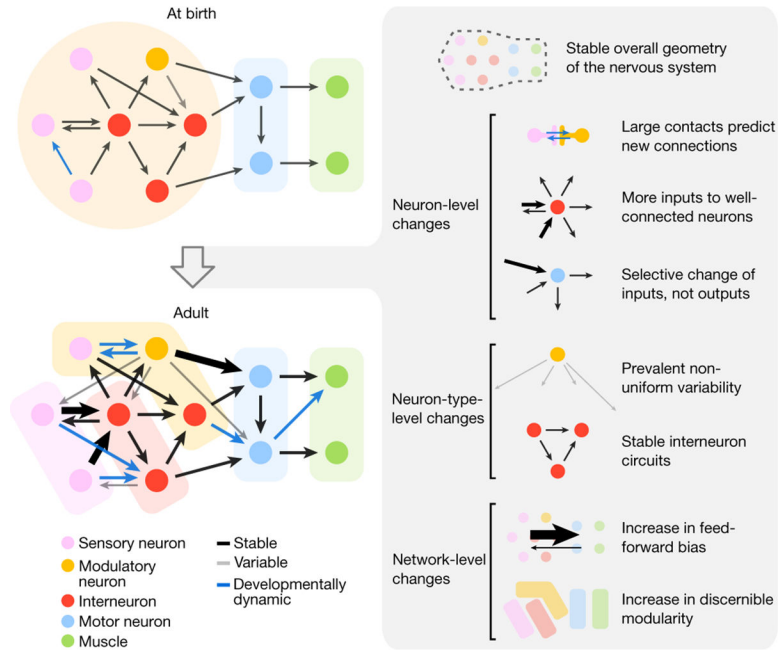 At birth
Adult
Sensory neuron
Modulatory
neuron
Interneuron
Motor neuron
Muscle
Stable
Variable
Developmentally
dynamic
Stable overall geometry
of the nervous system
Neuron-level
changes
Large contacts predict
new connections
More inputs to well-
connected neurons
Selective change of
inputs, not outputs
Neuron-type-
level changes
Prevalent non-
uniform variability
Stable interneuron
circuits
Network-level
changes
Increase in feed-
forward bias
Increase in discernible
modularity